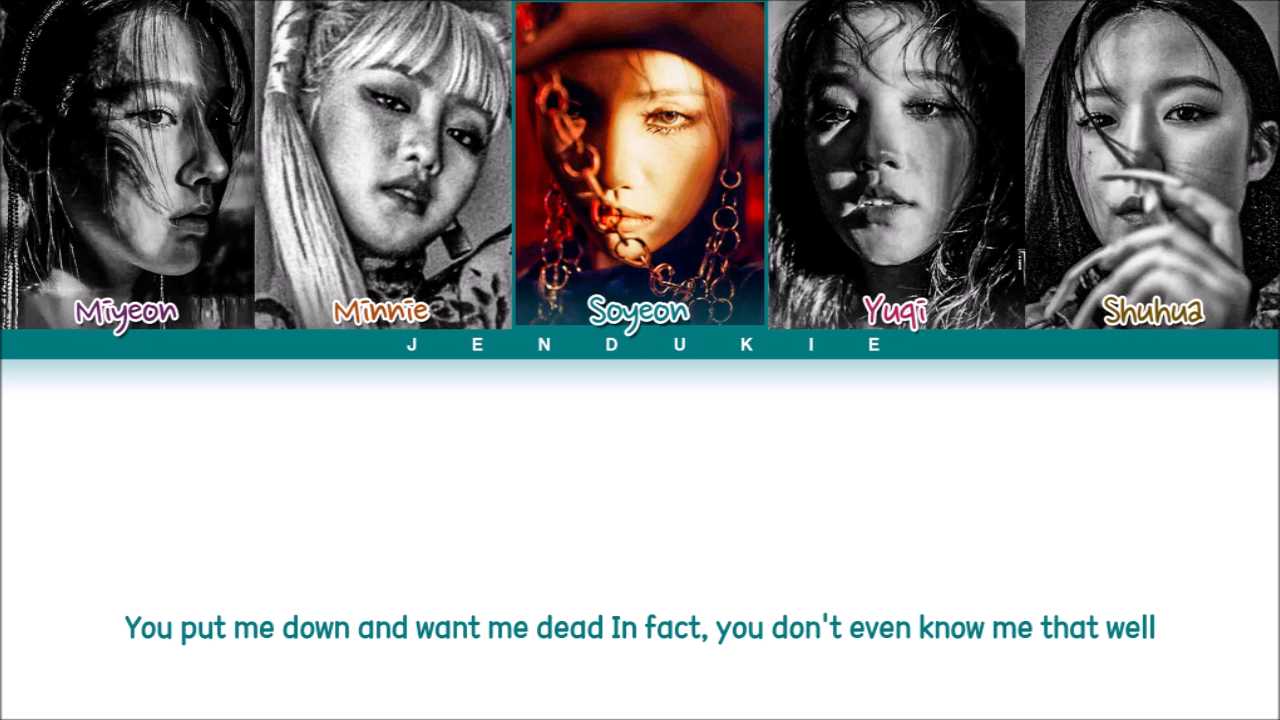 Miyeon Minnie Soyeon Yuqi Shuhua
J E N D U K I E
You put me down and want me dead In fact, you don't even know me that well